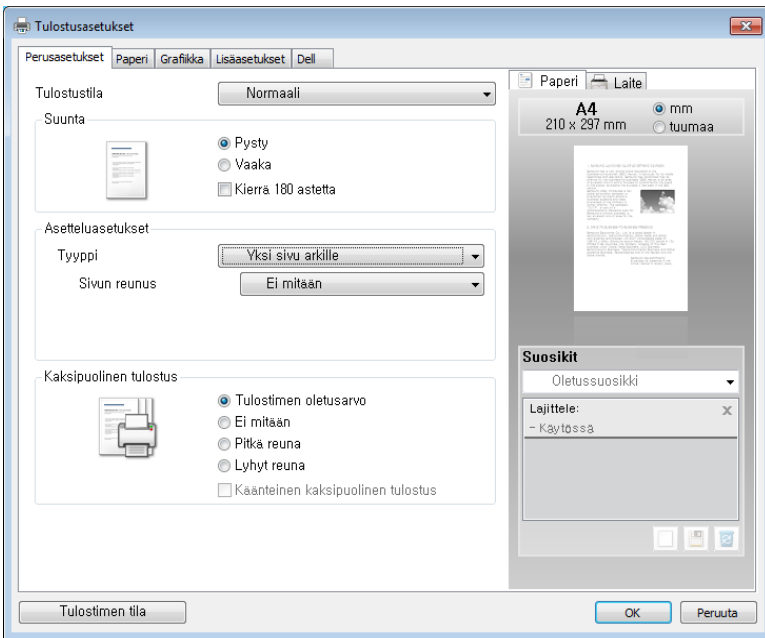 Tulostusasetukset
Perusasetukset Paperi Grafiikka Lisäasetukset Dell
Tulostustila Normaali
Suunta
Pysty
Vaaka
Kierrä 180 astetta
Asetteluasetukset
Tyyppi Yksi sivu arkille
Sivun reunus Ei mitään
Kaksipuolinen tulostus
Tulostimen oletusarvo
Ei mitään
Pitkä reuna
Lyhyt reuna
Käänteinen kaksipuolinen tulostus
Paperi Laite
A4
210 x 297 mm
mm
tuumaa
Suosikit
Oletussuosikki
Lajittele:
- Käytössä
Tulostimen tila OK Peruuta